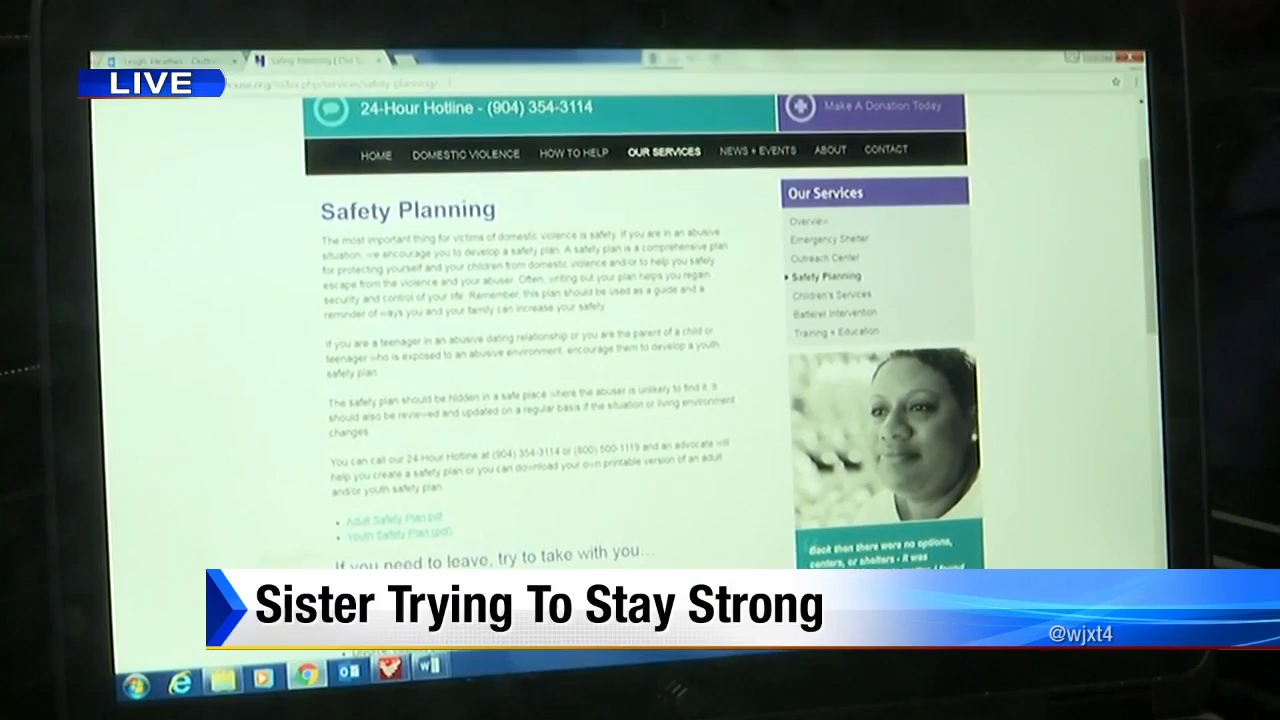 Leigh, Heather - Outlo
Safety Planning | Our S
LIVE
house.org/index.php/services/safety-planning/
24-Hour Hotline - (904) 354-3114
Make A Donation Today
HOME DOMESTIC VIOLENCE HOW TO HELP OUR SERVICES NEWS + EVENTS ABOUT CONTACT
Safety Planning
The most important thing for victims of domestic violence is safety. If you are in an abusive
situation, we encourage you to develop a safety plan. A safety plan is a comprehensive plan
for protecting yourself and your children from domestic violence and/or to help you safely
escape from the violence and your abuser. Often, writing out your plan helps you regain
security and control of your life. Remember, this plan should be used as a guide and a
reminder of ways you and your family can increase your safety.
If you are a teenager in an abusive dating relationship or you are the parent of a child or
teenager who is exposed to an abusive environment, encourage them to develop a youth
safety plan.
The safety plan should be hidden in a safe place where the abuser is unlikely to find it. It
should also be reviewed and updated on a regular basis if the situation or living environment
changes.
You can call our 24-Hour Hotline at (904) 354-3114 or (800) 500-1119 and an advocate will
help you create a safety plan or you can download your own printable version of an adult
and/or youth safety plan.
Adult Safety Plan.pdf
Youth Safety Plan (pdf)
If you need to leave, try to take with you...
Our Services
Overview
Emergency Shelter
Outreach Center
Safety Planning
Children's Services
Batterer Intervention
Training + Education
Back then there were no options,
centers, or shelters - it was
Sister Trying To Stay Strong
@wjxt4